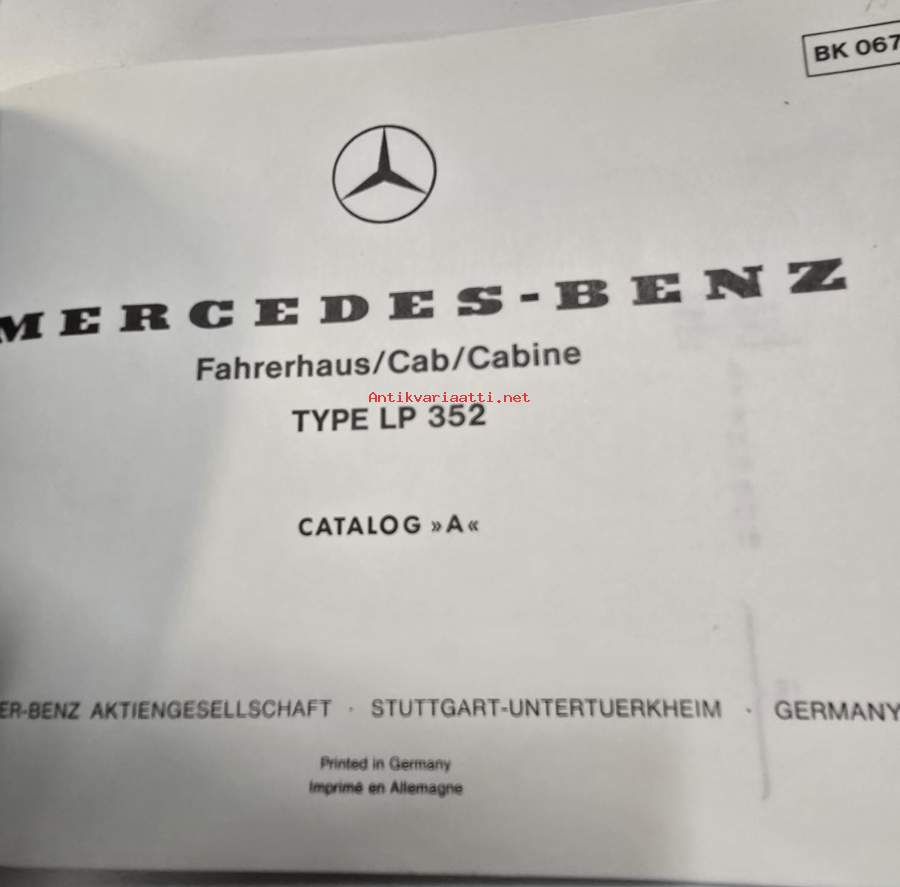 BK 067
MERCEDES-BENZ
Fahrerhaus/Cab/Cabine
Antikvariaatti.net
TYPE LP 352
CATALOG »A«
ER-BENZ AKTIENGESELLSCHAFT · STUTTGART-UNTERTUERKHEIM · GERMANY
Printed in Germany
Imprimé en Allemagne